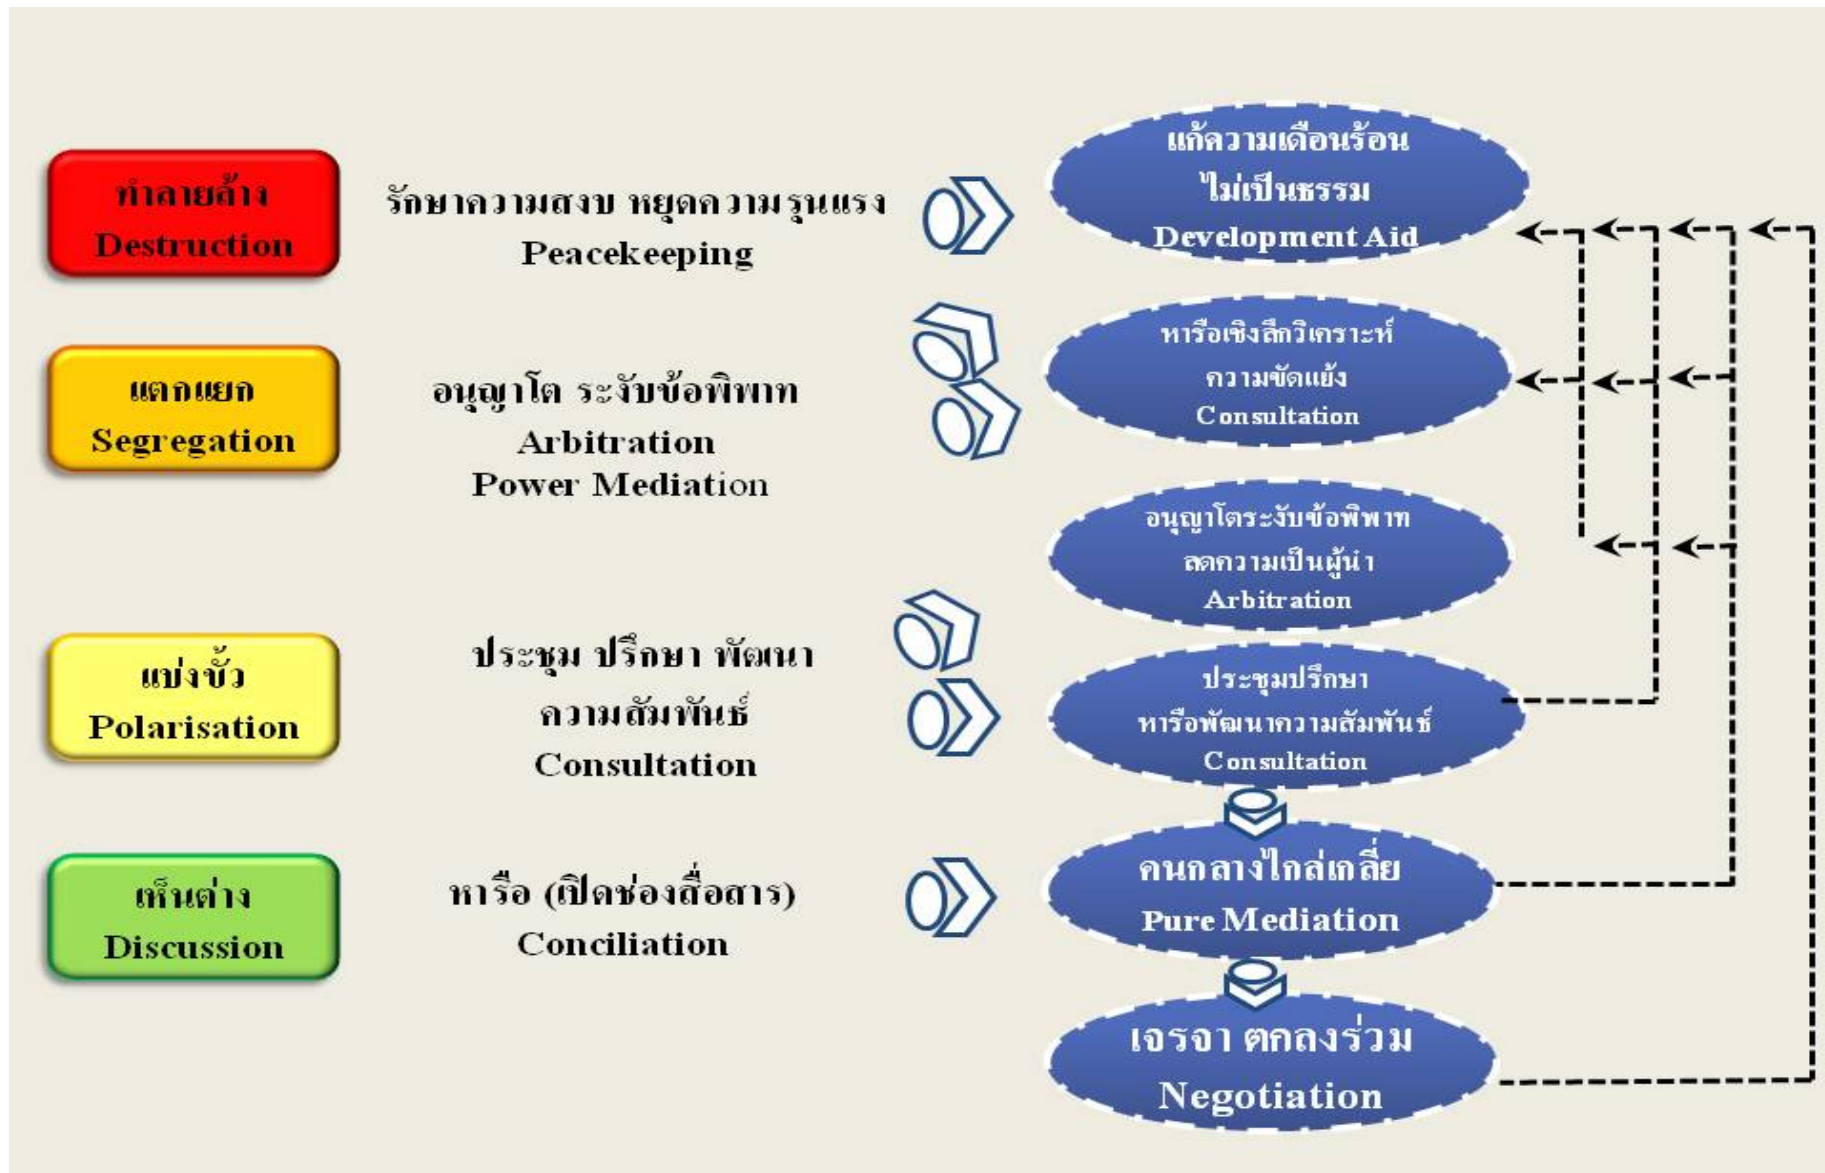 ทำลายล้าง
Destruction
รักษาความสงบ หยุดความรุนแรง
Peacekeeping
แก้ความเดือนร้อน
ไม่เป็นธรรม
Development Aid
แตกแยก
Segregation
อนุญาโต ระงับข้อพิพาท
Arbitration
Power Mediation
หารือเชิงลึกวิเคราะห์
ความขัดแย้ง
Consultation
อนุญาโตระงับข้อพิพาท
ลดความเป็นผู้นำ
Arbitration
แบ่งขั้ว
Polarisation
ประชุม ปรึกษา พัฒนา
ความสัมพันธ์
Consultation
ประชุมปรึกษา
หารือพัฒนาความสัมพันธ์
Consultation
เห็นต่าง
Discussion
หารือ (เปิดช่องสื่อสาร)
Conciliation
คนกลางไกล่เกลี่ย
Pure Mediation
เจรจา ตกลงร่วม
Negotiation